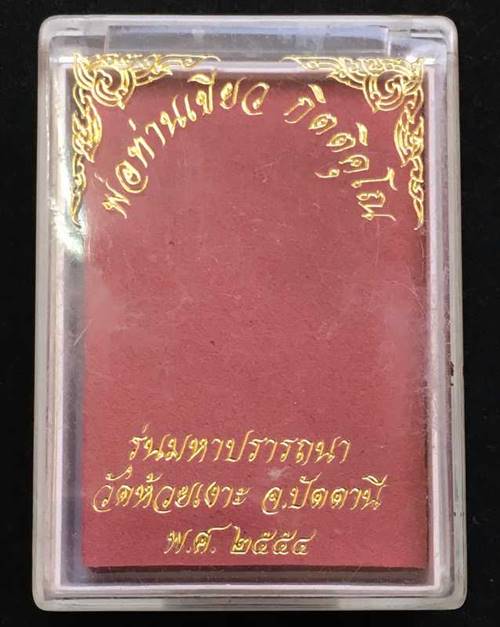 พ่อท่านเขียว กิตติคุโณ
รุ่นมหาปรารถนา
วัดห้วยเงาะ จ.ปัตตานี
พ.ศ. ๒๕๕๔